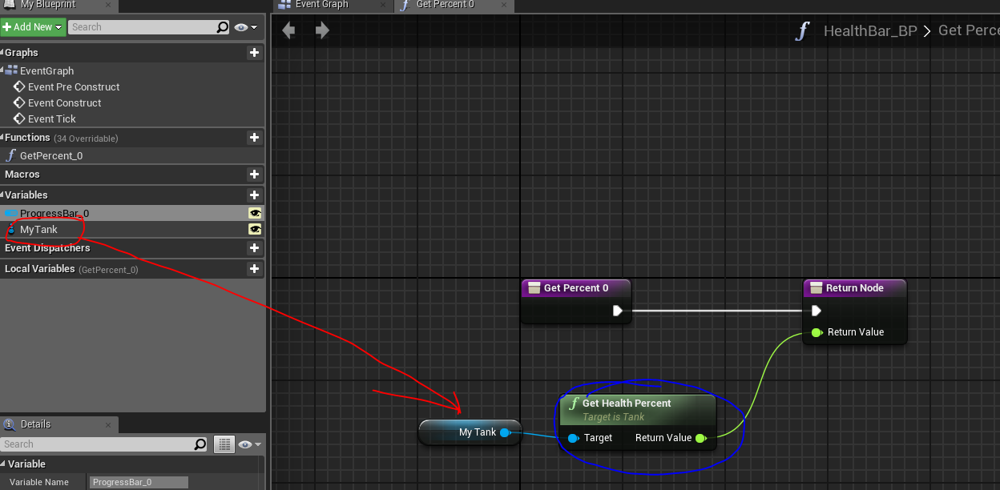 My Blueprint
Event Graph
Get Percent 0
Add New
Search
HealthBar_BP
Get Perce
Graphs
EventGraph
Event Pre Construct
Event Construct
Event Tick
Functions (34 Overridable)
GetPercent_0
Macros
Variables
ProgressBar_0
MyTank
Event Dispatchers
Local Variables (GetPercent_0)
Get Percent 0
Return Node
Return Value
Get Health Percent
Target is Tank
My Tank
Target
Return Value
Details
Search
Variable
Variable Name
ProgressBar_0